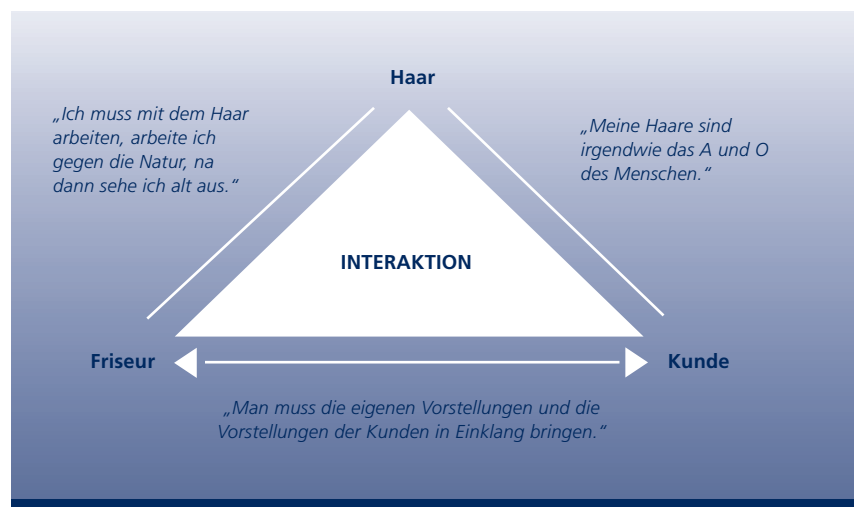 Haar
„Ich muss mit dem Haar
arbeiten, arbeite ich
gegen die Natur, na
dann sehe ich alt aus.“
„Meine Haare sind
irgendwie das A und O
des Menschen.“
INTERAKTION
Friseur
Kunde
„Man muss die eigenen Vorstellungen und die
Vorstellungen der Kunden in Einklang bringen.“